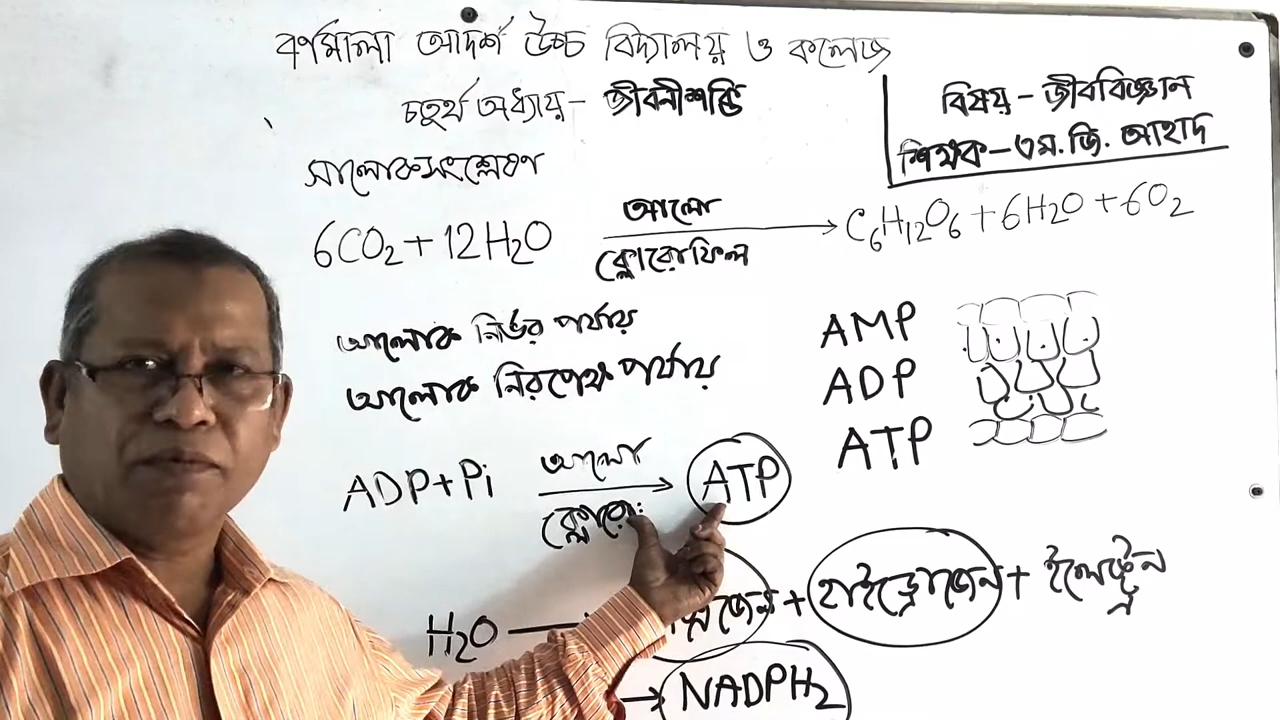 বর্ণমালা আদর্শ উচ্চ বিদ্যালয় ও কলেজ
চতুর্থ অধ্যায় - জীবনীশক্তি
বিষয় - জীববিজ্ঞান
শিক্ষক - এম. জি. আহাদ
সালোকসংশ্লেষণ
6CO₂ + 12H₂O আলো ক্লোরোফিল → C₆H₁₂O₆ + 6H₂O + 6O₂
আলোক নির্ভর পর্যায়
আলোক নিরপেক্ষ পর্যায়
AMP
ADP
ATP
ADP + Pi আলো ক্লোরোঃ → ATP
H₂O + হাইড্রোজেন + ইলেক্ট্রন
→ NADPH₂